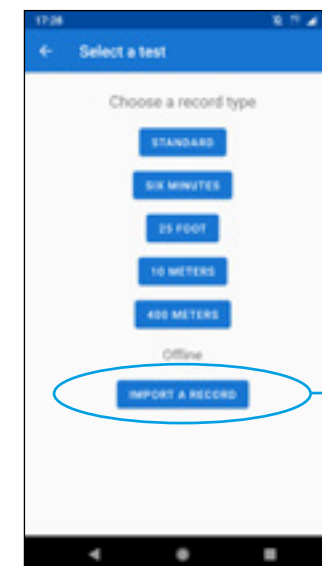 17:28
Select a test
Choose a record type
STANDARD
SIX MINUTES
25 FOOT
10 METERS
400 METERS
Offline
IMPORT A RECORD